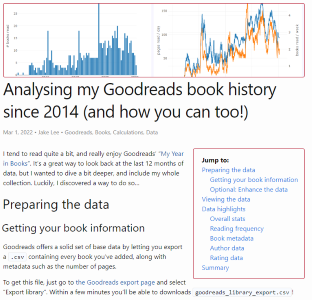 Analysing my Goodreads book history
since 2014 (and how you can too!)
Mar 1, 2022 • Jake Lee • Goodreads, Books, Calculations, Data
I tend to read quite a bit, and really enjoy Goodreads' "My Year
in Books". It's a great way to look back at the last 12 months of
data, but I wanted to dive a bit deeper, and include my whole
collection. Luckily, I discovered a way to do so...
Jump to:
Preparing the data
Getting your book information
Optional: Enhance the data
Viewing the data
Data highlights
Overall stats
Reading frequency
Book metadata
Author data
Rating data
Summary
Preparing the data
Getting your book information
Goodreads offers a solid set of base data by letting you export
a .csv containing every book you've added, along with
metadata such as the number of pages.
To get this file, just go to the Goodreads export page and select
"Export library". Within a few minutes you'll be able to downloads goodreads_library_export.csv !